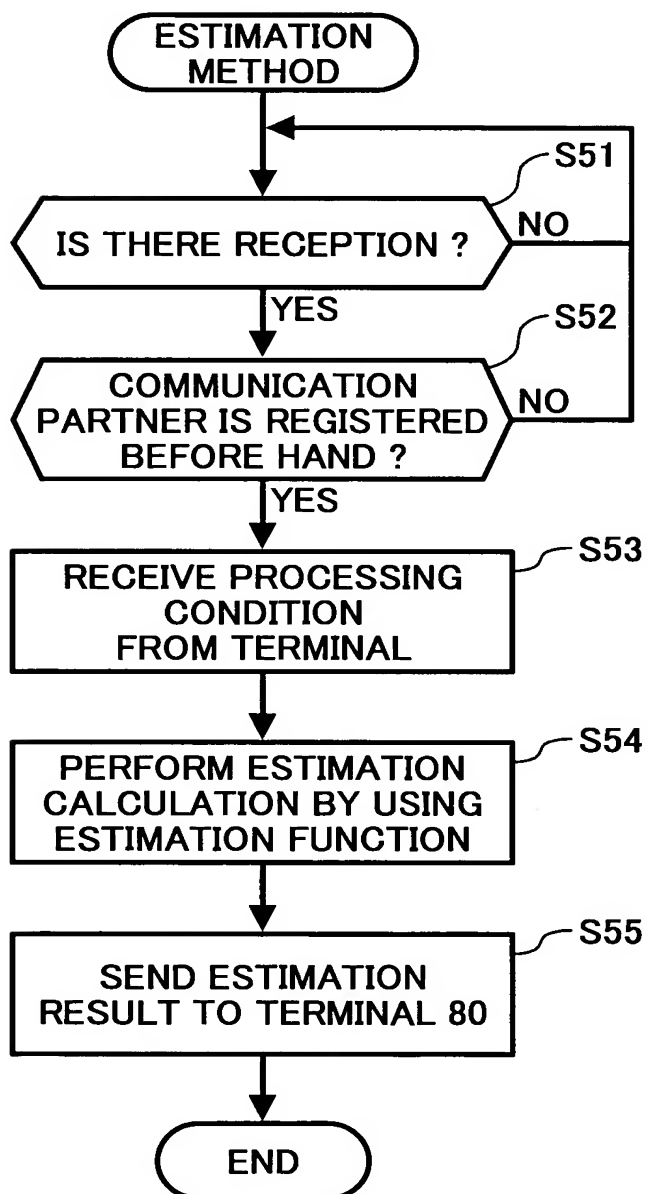 ESTIMATION
METHOD
S51
IS THERE RECEPTION ?
NO
YES
S52
COMMUNICATION
PARTNER IS REGISTERED
BEFORE HAND ?
NO
YES
S53
RECEIVE PROCESSING
CONDITION
FROM TERMINAL
S54
PERFORM ESTIMATION
CALCULATION BY USING
ESTIMATION FUNCTION
S55
SEND ESTIMATION
RESULT TO TERMINAL 80
END